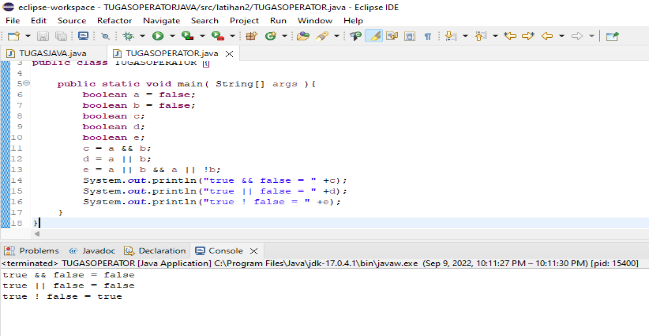 eclipse-workspace - TUGASOPERATORJAVA/src/latihan2/TUGASOPERATOR.java - Eclipse IDE
File Edit Source Refactor Navigate Search Project Run Window Help
TUGASJAVA.java TUGASOPERATOR.java
3 public class TUGASOPERATOR {
4
5 public static void main( String[] args ){
6 boolean a = false;
7 boolean b = false;
8 boolean c;
9 boolean d;
10 boolean e;
11 c = a && b;
12 d = a || b;
13 e = a || b && a || !b;
14 System.out.println("true && false = " +c);
15 System.out.println("true || false = " +d);
16 System.out.println("true ! false = " +e);
17 }
18 }
Problems Javadoc Declaration Console
<terminated> TUGASOPERATOR [Java Application] C:\Program Files\Java\jdk-17.0.4.1\bin\javaw.exe (Sep 9, 2022, 10:11:27 PM – 10:11:30 PM) [pid: 15400]
true && false = false
true || false = false
true ! false = true